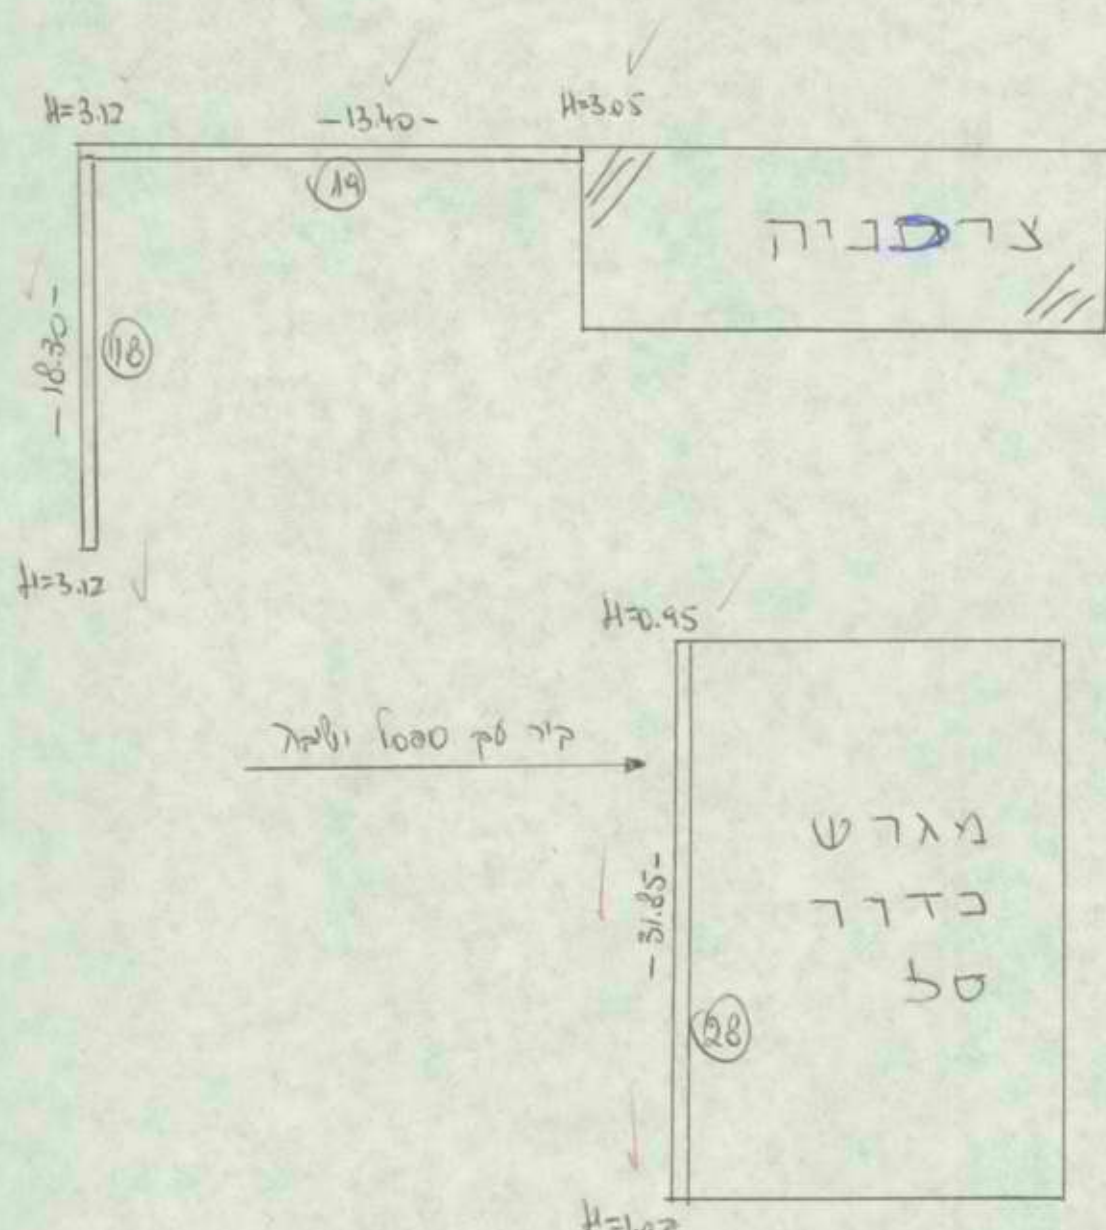 H=3.12
-13.40-
H=3.05
19
צרכניה
-18.30-
18
H=3.12
H=0.95
קיר עם ספסל ישיבה
מגרש
כדור
סל
-31.85-
28